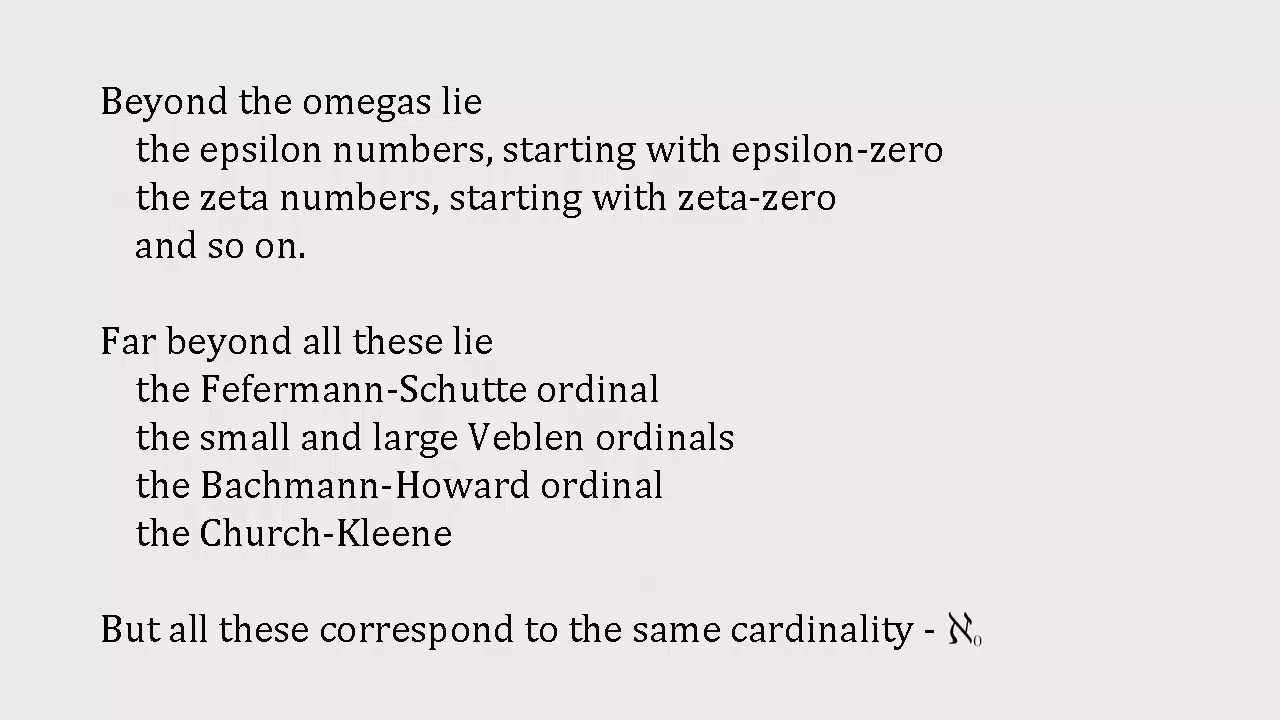 Beyond the omegas lie
the epsilon numbers, starting with epsilon-zero
the zeta numbers, starting with zeta-zero
and so on.
Far beyond all these lie
the Fefermann-Schutte ordinal
the small and large Veblen ordinals
the Bachmann-Howard ordinal
the Church-Kleene
But all these correspond to the same cardinality - ℵ₀